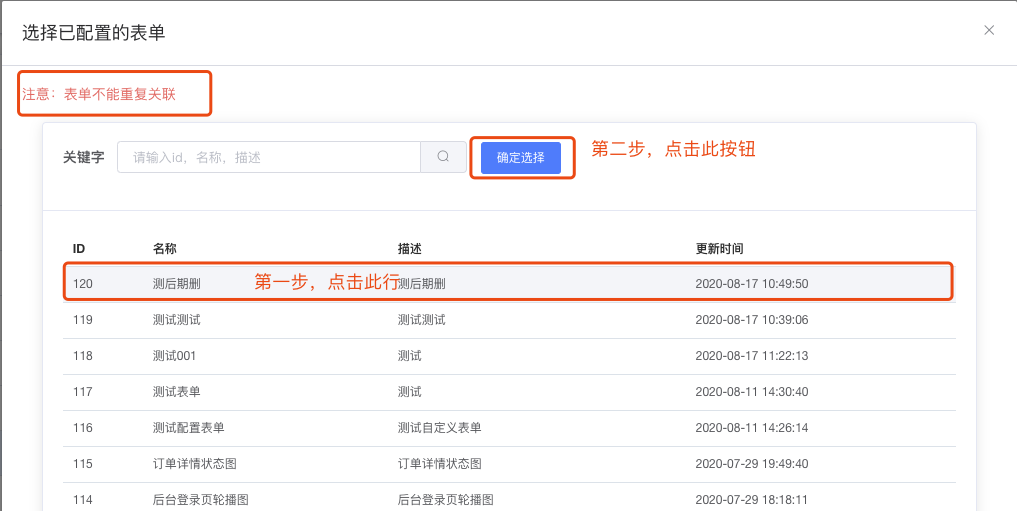 选择已配置的表单
注意：表单不能重复关联
关键字 请输入id，名称，描述 确定选择 第二步，点击此按钮
ID 名称 描述 更新时间
120 测后期删 第一步，点击此行 测后期删 2020-08-17 10:49:50
119 测试测试 测试测试 2020-08-17 10:39:06
118 测试001 测试 2020-08-17 11:22:13
117 测试表单 测试 2020-08-11 14:30:40
116 测试配置表单 测试自定义表单 2020-08-11 14:26:14
115 订单详情状态图 订单详情状态图 2020-07-29 19:49:40
114 后台登录页轮播图 后台登录页轮播图 2020-07-29 18:18:11